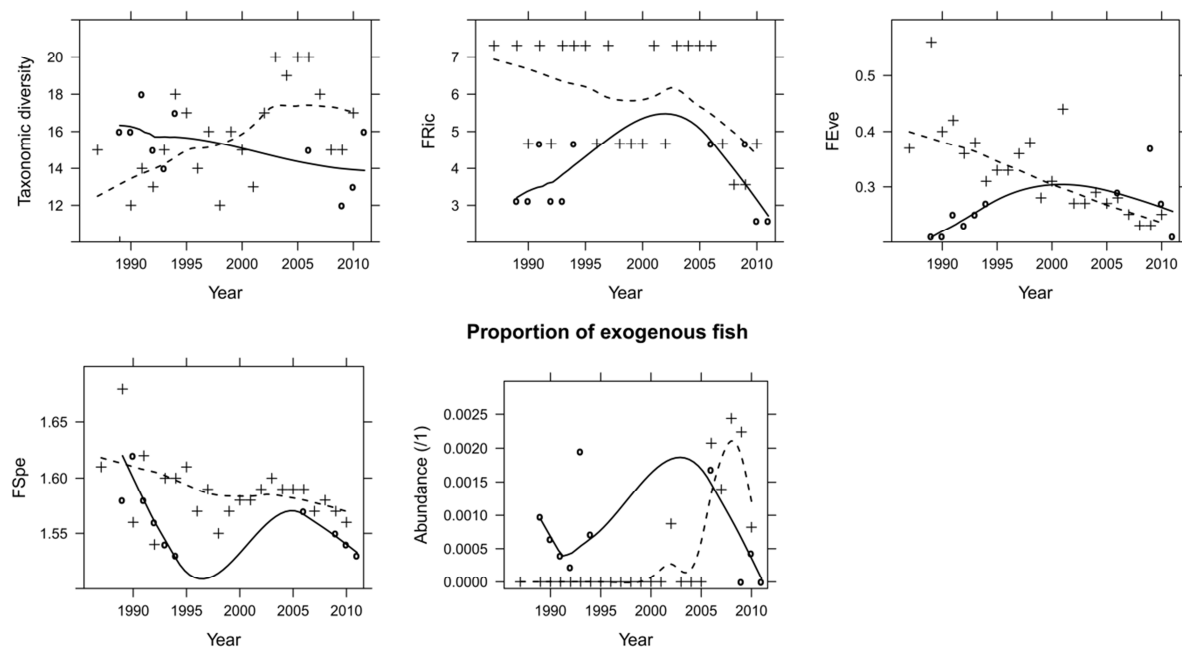 Taxonomic diversity
20
18
16
14
12
1990 1995 2000 2005 2010
Year
FRic
7
6
5
4
3
1990 1995 2000 2005 2010
Year
FEve
0.5
0.4
0.3
1990 1995 2000 2005 2010
Year
Proportion of exogenous fish
FSpe
1.65
1.60
1.55
1990 1995 2000 2005 2010
Year
Abundance (/1)
0.0025
0.0020
0.0015
0.0010
0.0005
0.0000
1990 1995 2000 2005 2010
Year